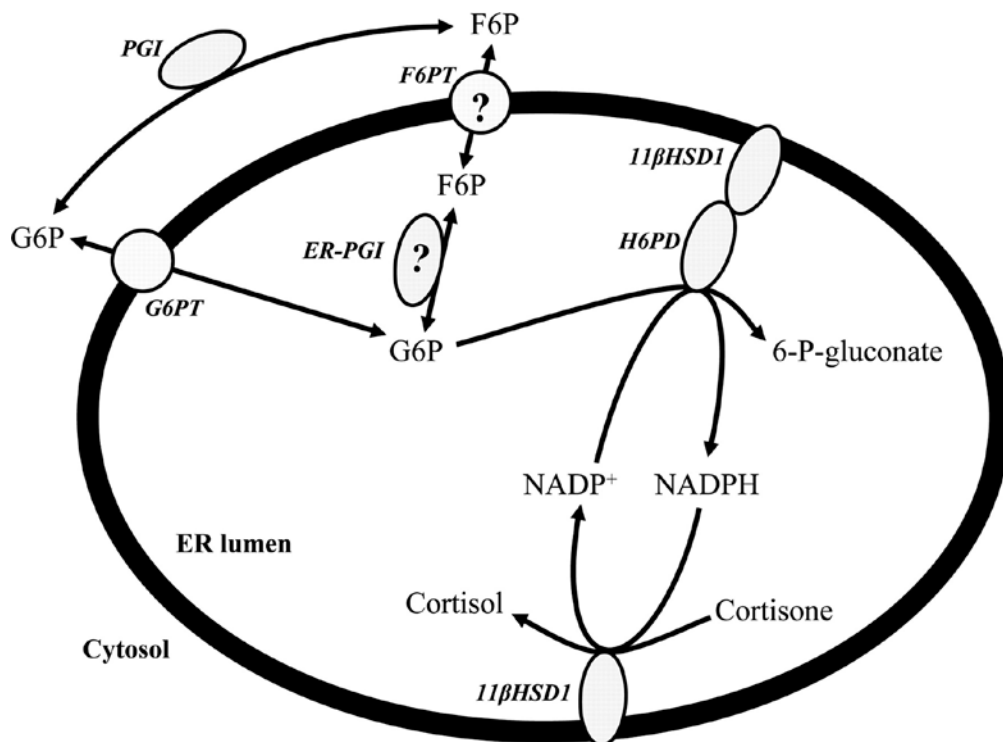 F6P
PGI
F6PT
?
11βHSD1
F6P
G6P
H6PD
ER-PGI
?
G6PT
G6P
6-P-gluconate
NADP⁺
NADPH
ER lumen
Cortisol
Cortisone
Cytosol
11βHSD1